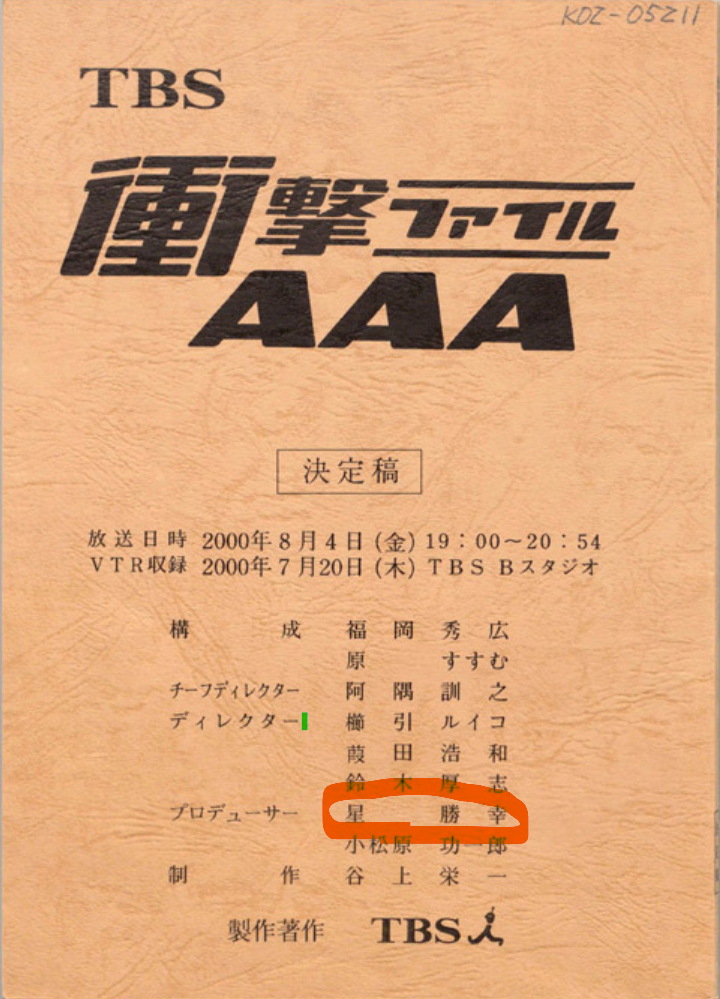 KDZ-05211
TBS
衝撃ファイル
AAA
決定稿
放送日時 2000年8月4日(金)19:00〜20:54
VTR収録 2000年7月20日(木)TBS Bスタジオ
構成 福岡秀広
原 すすむ
チーフディレクター 阿隅訓之
ディレクター 櫛引ルイコ
葭田浩和
鈴木厚志
プロデューサー 星 勝幸
小松原功一郎
制作 谷上栄一
製作著作 TBS